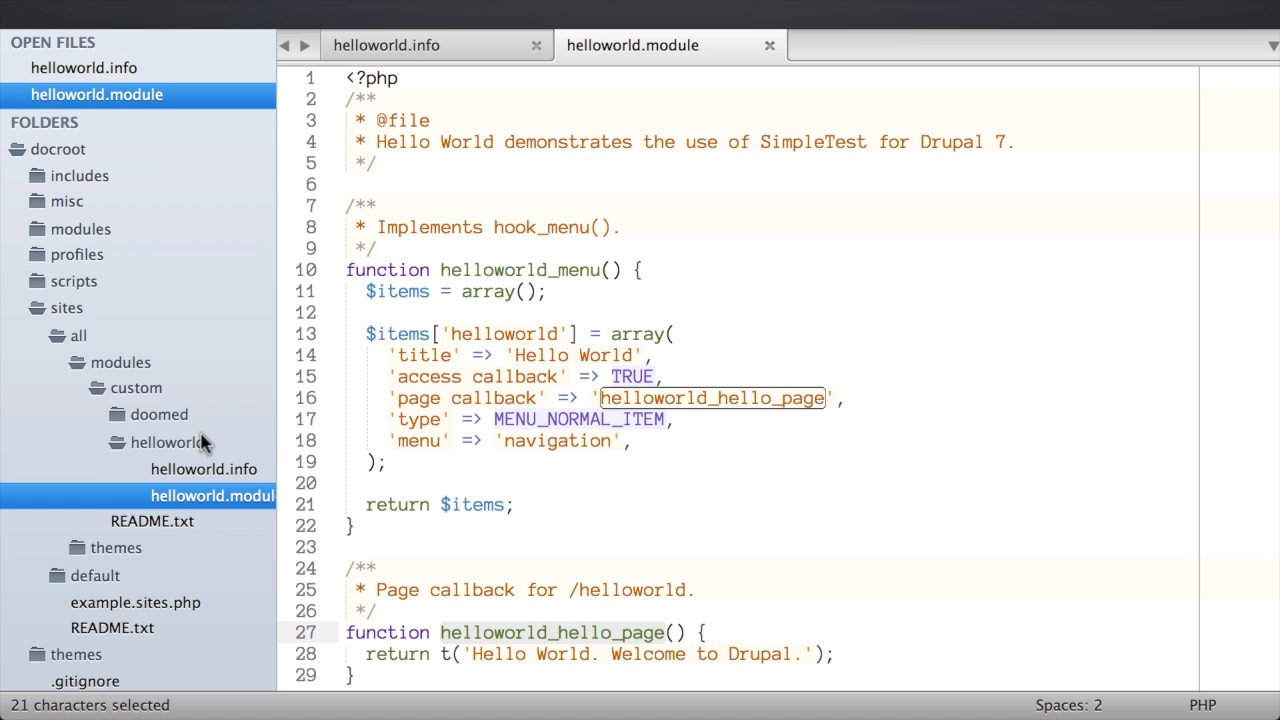 OPEN FILES
helloworld.info
helloworld.module
FOLDERS
docroot
includes
misc
modules
profiles
scripts
sites
all
modules
custom
doomed
helloworld
helloworld.info
helloworld.modul
README.txt
themes
default
example.sites.php
README.txt
themes
.gitignore
helloworld.info
helloworld.module
1 <?php
2 /**
3 * @file
4 * Hello World demonstrates the use of SimpleTest for Drupal 7.
5 */
6
7 /**
8 * Implements hook_menu().
9 */
10 function helloworld_menu() {
11 $items = array();
12
13 $items['helloworld'] = array(
14 'title' => 'Hello World',
15 'access callback' => TRUE,
16 'page callback' => 'helloworld_hello_page',
17 'type' => MENU_NORMAL_ITEM,
18 'menu' => 'navigation',
19 );
20
21 return $items;
22 }
23
24 /**
25 * Page callback for /helloworld.
26 */
27 function helloworld_hello_page() {
28 return t('Hello World. Welcome to Drupal.');
29 }
21 characters selected
Spaces: 2
PHP